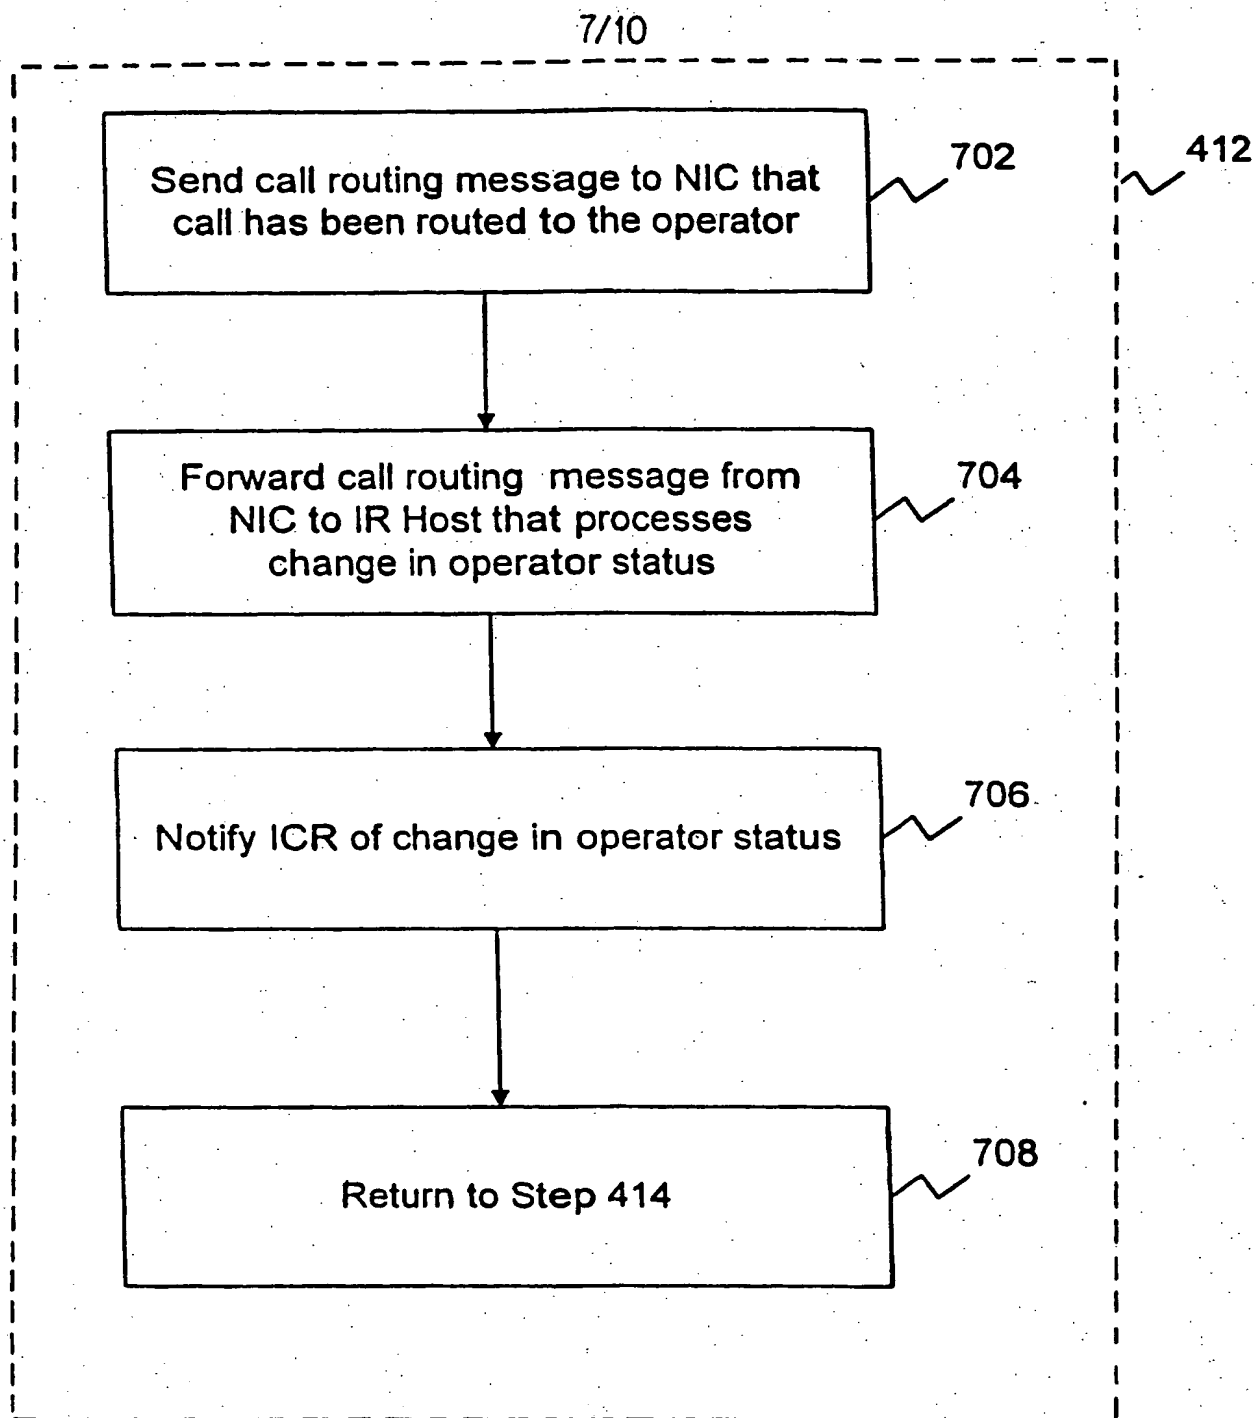 7/10
412
Send call routing message to NIC that
call has been routed to the operator
702
Forward call routing message from
NIC to IR Host that processes
change in operator status
704
Notify ICR of change in operator status
706
Return to Step 414
708